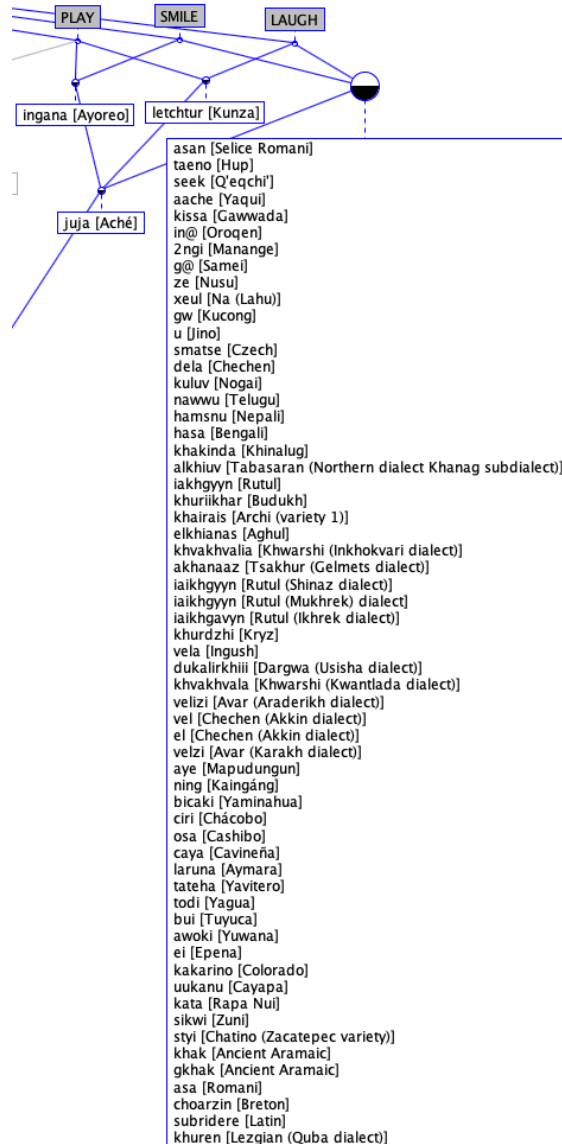 PLAY
SMILE
LAUGH
ingana [Ayoreo]
letchtur [Kunza]
juja [Aché]
asan [Selice Romani]
taeno [Hup]
seek [Q'eqchi']
aache [Yaqui]
kissa [Gawwada]
in@ [Oroqen]
2ngi [Manange]
g@ [Samei]
ze [Nusu]
xeul [Na (Lahu)]
gw [Kucong]
u [Jino]
smatse [Czech]
dela [Chechen]
kuluv [Nogai]
nawwu [Telugu]
hamsnu [Nepali]
hasa [Bengali]
khakinda [Khinalug]
alkhiuv [Tabasaran (Northern dialect Khanag subdialect)]
iakhgyyn [Rutul]
khuriikhar [Budukh]
khairais [Archi (variety 1)]
elkhianas [Aghul]
khvakhvalia [Khwarshi (Inkhokvari dialect)]
akhanaaz [Tsakhur (Gelmets dialect)]
iaikhgyyn [Rutul (Shinaz dialect)]
iaikhgyyn [Rutul (Mukhrek) dialect]
iaikhgavyn [Rutul (Ikhrek dialect)]
khurdzhi [Kryz]
vela [Ingush]
dukalirkhiii [Dargwa (Usisha dialect)]
khvakhvala [Khwarshi (Kwantlada dialect)]
velizi [Avar (Araderikh dialect)]
vel [Chechen (Akkin dialect)]
el [Chechen (Akkin dialect)]
velzi [Avar (Karakh dialect)]
aye [Mapudungun]
ning [Kaingáng]
bicaki [Yaminahua]
ciri [Chácobo]
osa [Cashibo]
caya [Cavineña]
laruna [Aymara]
tateha [Yavitero]
todi [Yagua]
bui [Tuyuca]
awoki [Yuwana]
ei [Epena]
kakarino [Colorado]
uukanu [Cayapa]
kata [Rapa Nui]
sikwi [Zuni]
styi [Chatino (Zacatepec variety)]
khak [Ancient Aramaic]
gkhak [Ancient Aramaic]
asa [Romani]
choarzin [Breton]
subridere [Latin]
khuren [Lezgian (Quba dialect)]